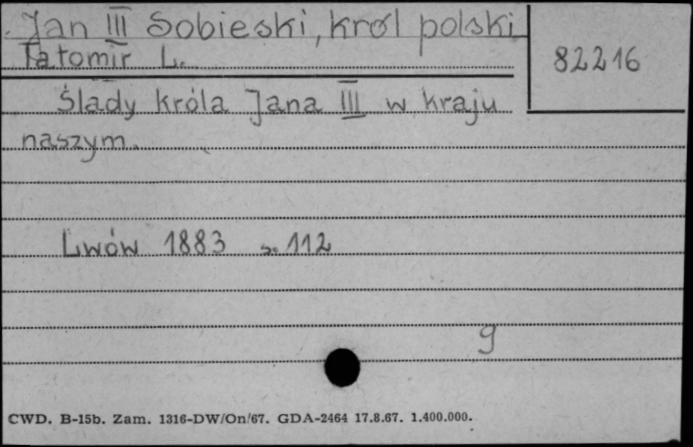 Jan III Sobieski, król polski
Tatomir L.
82216
Ślady króla Jana III w kraju
naszym.
Lwów 1883 s. 112
g
CWD. B-15b. Zam. 1316-DW/On/67. GDA-2464 17.8.67. 1.400.000.